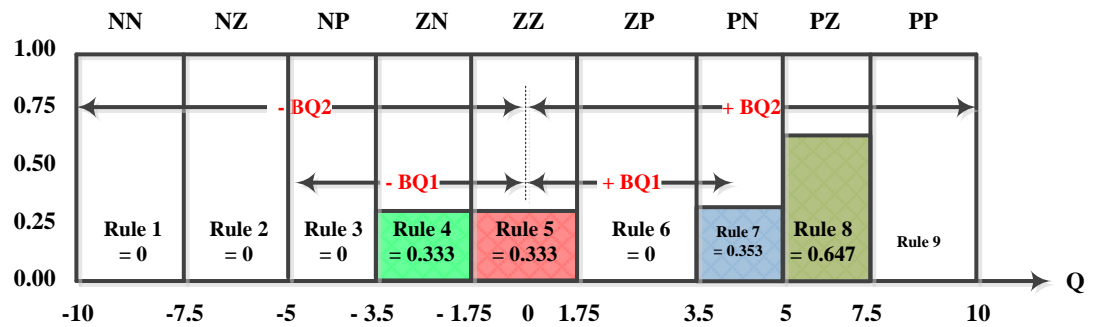 NN NZ NP ZN ZZ ZP PN PZ PP
1.00
0.75
- BQ2 + BQ2
0.50
- BQ1 + BQ1
0.25
Rule 1
= 0
Rule 2
= 0
Rule 3
= 0
Rule 4
= 0.333
Rule 5
= 0.333
Rule 6
= 0
Rule 7
= 0.353
Rule 8
= 0.647
Rule 9
0.00
Q
-10 -7.5 -5 - 3.5 - 1.75 0 1.75 3.5 5 7.5 10